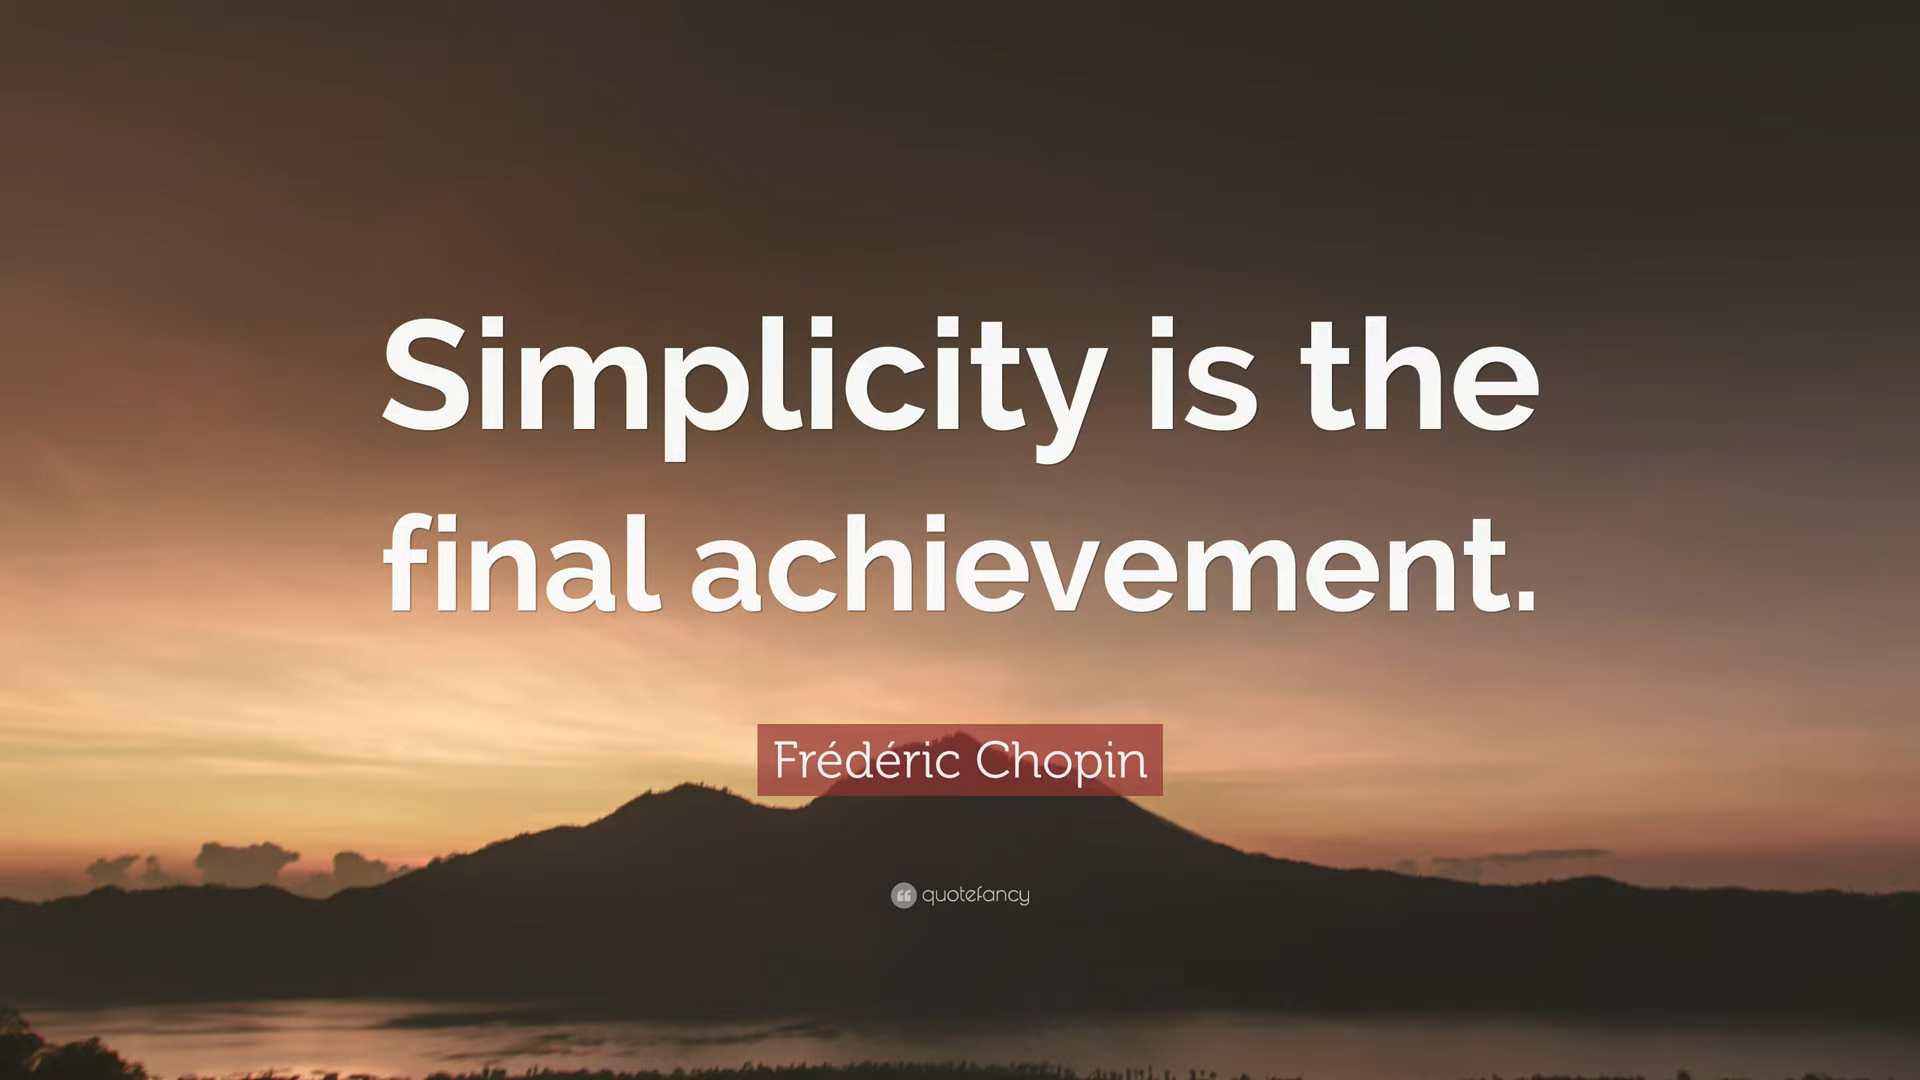 Simplicity is the
final achievement.
Frédéric Chopin
quotefancy